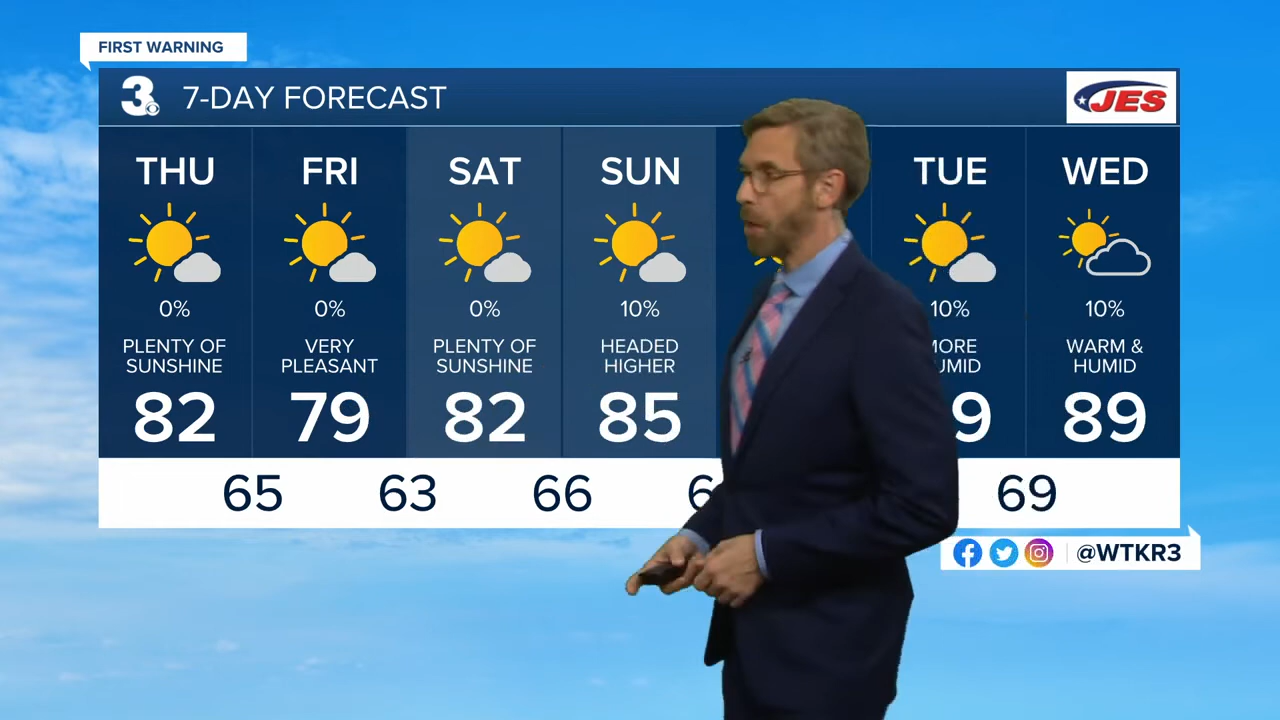 FIRST WARNING
3 7-DAY FORECAST
JES
THU FRI SAT SUN TUE WED
0% 0% 0% 10% 10% 10%
PLENTY OF VERY PLENTY OF HEADED WARM &
SUNSHINE PLEASANT SUNSHINE HIGHER HUMID
82 79 82 85 9 89
65 63 66 6 69
@WTKR3